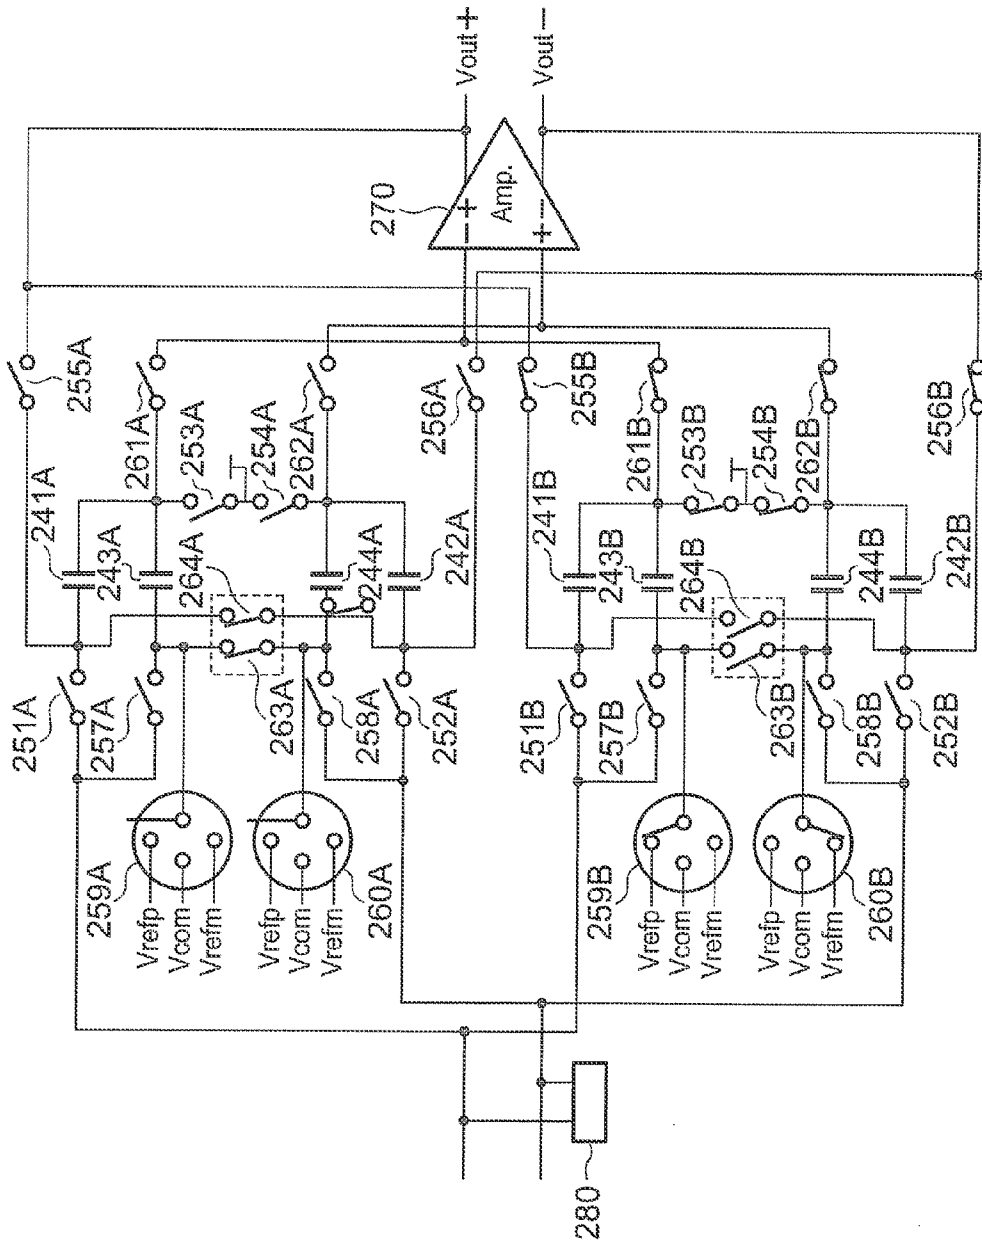 Vout+
Vout−
270
+
−
Amp.
−
+
255A
261A
253A
254A
262A
256A
255B
261B
253B
254B
262B
256B
241A
243A
264A
244A
242A
241B
243B
264B
244B
242B
251A
257A
263A
258A
252A
251B
257B
263B
258B
252B
259A
Vrefp
Vcom
Vrefm
Vrefp
Vcom
Vrefm
260A
259B
Vrefp
Vcom
Vrefm
Vrefp
Vcom
Vrefm
260B
280